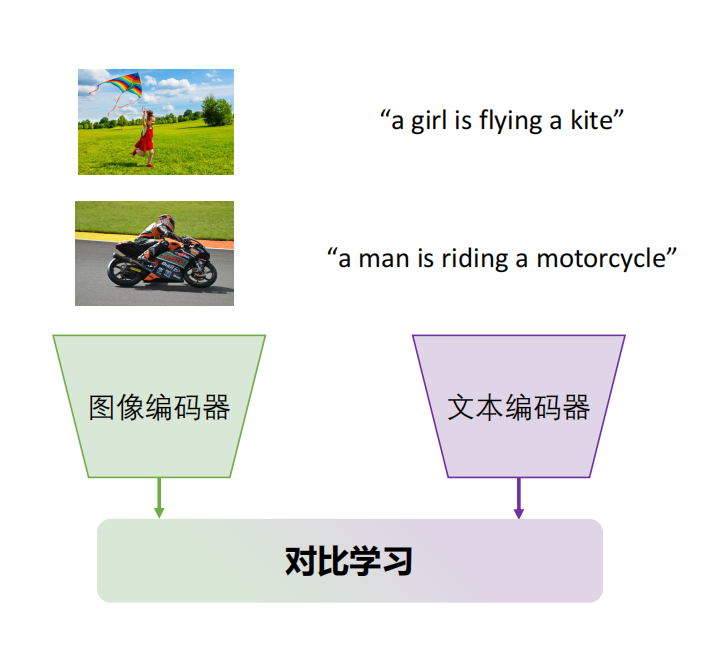 “a girl is flying a kite”
“a man is riding a motorcycle”
图像编码器
文本编码器
对比学习